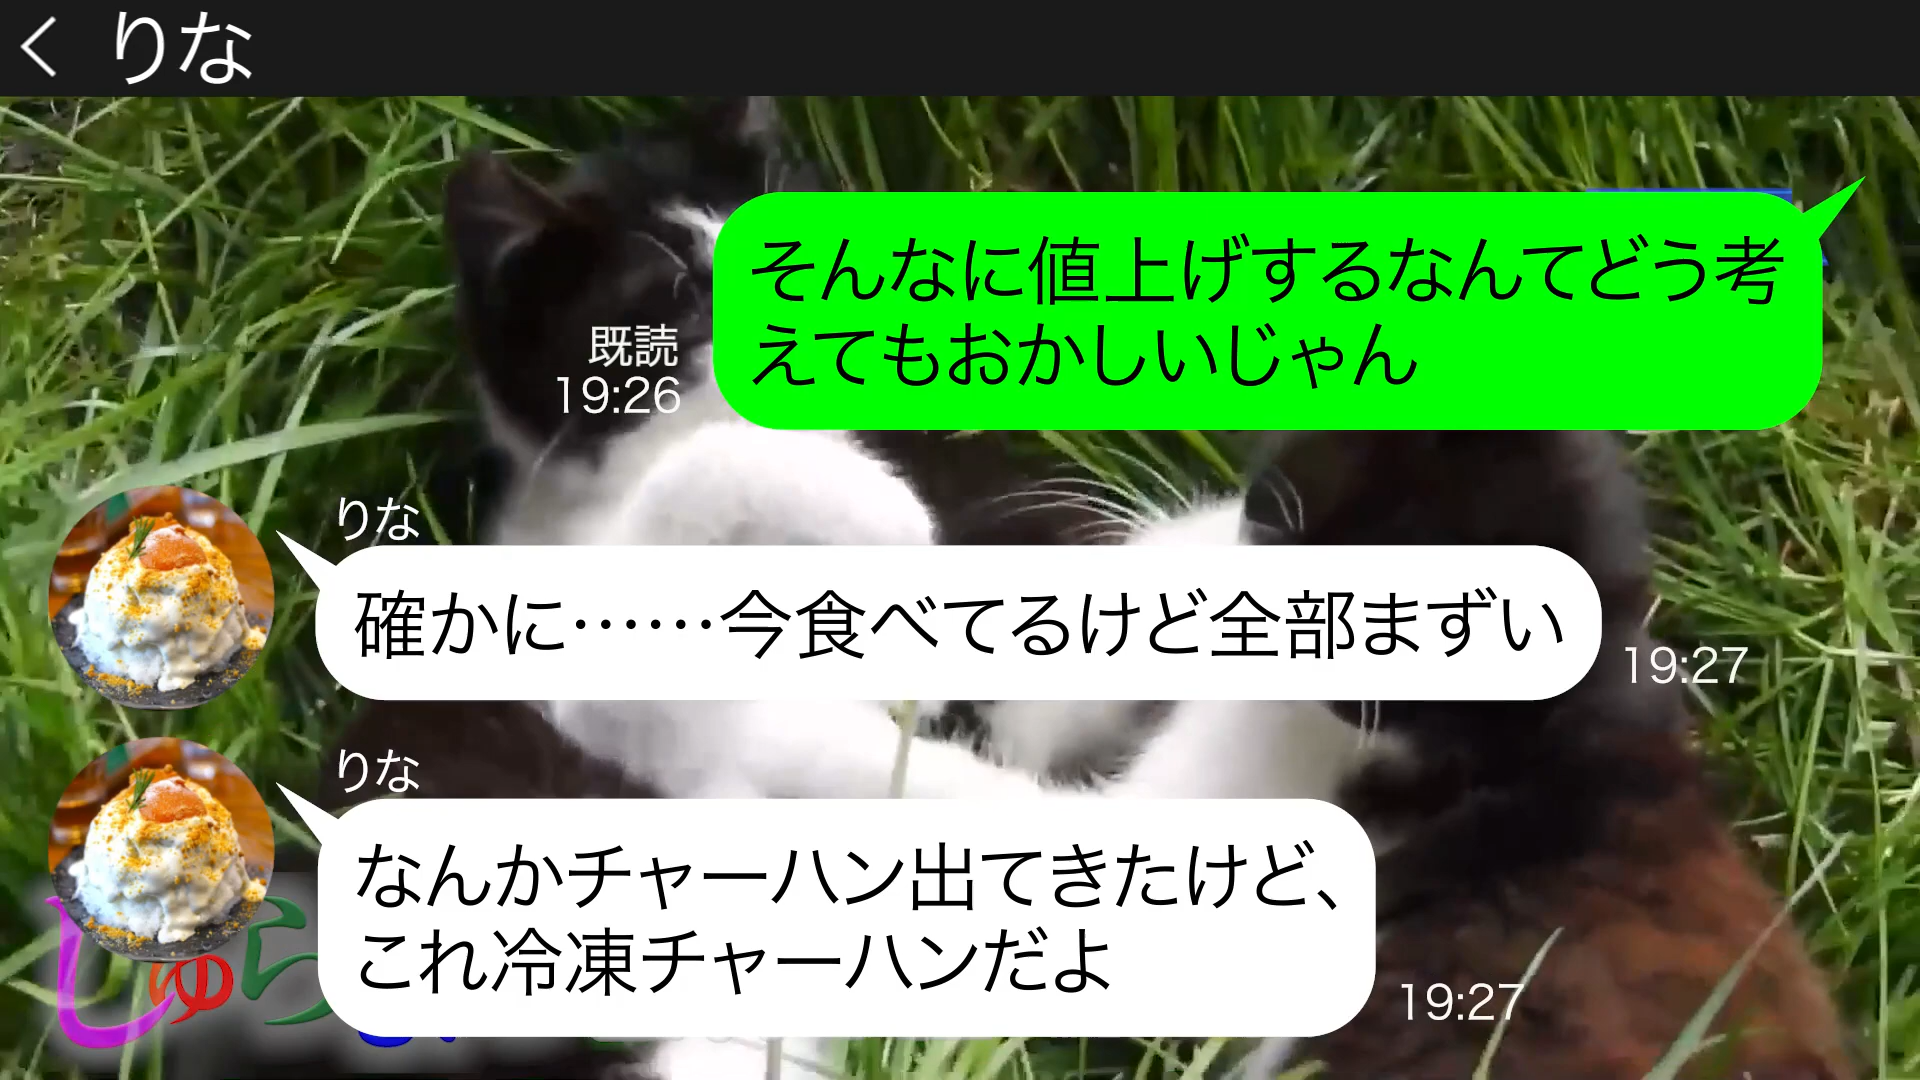 りな
そんなに値上げするなんてどう考
えてもおかしいじゃん
既読
19:26
りな
確かに……今食べてるけど全部まずい
19:27
りな
なんかチャーハン出てきたけど、
これ冷凍チャーハンだよ
19:27
しゅら